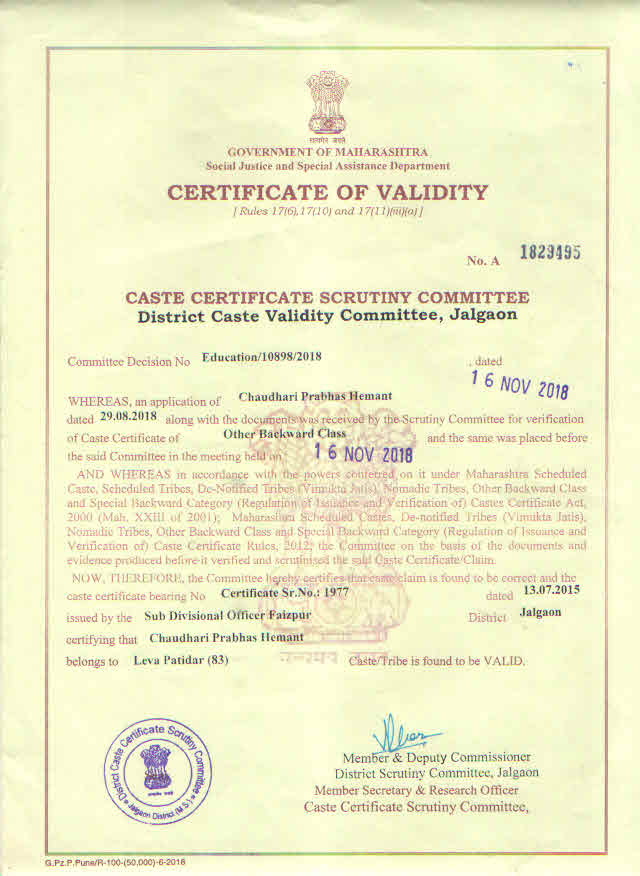 सत्यमेव जयते
GOVERNMENT OF MAHARASHTRA
Social Justice and Special Assistance Department
CERTIFICATE OF VALIDITY
[ Rules 17(6), 17(10) and 17(11)(iii)(a) ]
No. A 1829495
CASTE CERTIFICATE SCRUTINY COMMITTEE
District Caste Validity Committee, Jalgaon
Committee Decision No Education/10898/2018 , dated
16 NOV 2018
WHEREAS, an application of Chaudhari Prabhas Hemant
dated 29.08.2018 along with the documents was received by the Scrutiny Committee for verification
of Caste Certificate of Other Backward Class and the same was placed before
the said Committee in the meeting held on 16 NOV 2018
AND WHEREAS in accordance with the powers conferred on it under Maharashtra Scheduled
Caste, Scheduled Tribes, De-Notified Tribes (Vimukta Jatis), Nomadic Tribes, Other Backward Class
and Special Backward Category (Regulation of Issuance and Verification of) Castes Certificate Act,
2000 (Mah. XXIII of 2001); Maharashtra Scheduled Castes, De-notified Tribes (Vimukta Jatis),
Nomadic Tribes, Other Backward Class and Special Backward Category (Regulation of Issuance and
Verification of) Caste Certificate Rules, 2012; the Committee on the basis of the documents and
evidence produced before it verified and scrutinised the said Caste Certificate/Claim.
NOW, THEREFORE, the Committee hereby certifies that caste claim is found to be correct and the
caste certificate bearing No Certificate Sr.No.: 1977 dated 13.07.2015
issued by the Sub Divisional Officer Faizpur District Jalgaon
certifying that Chaudhari Prabhas Hemant
belongs to Leva Patidar (83) Caste/Tribe is found to be VALID.
District Caste Certificate Scrutiny Committee
Jalgaon District (M.S.)
Member & Deputy Commissioner
District Scrutiny Committee, Jalgaon
Member Secretary & Research Officer
Caste Certificate Scrutiny Committee,
G.Pz.P.Pune/R-100-(50,000)-6-2018